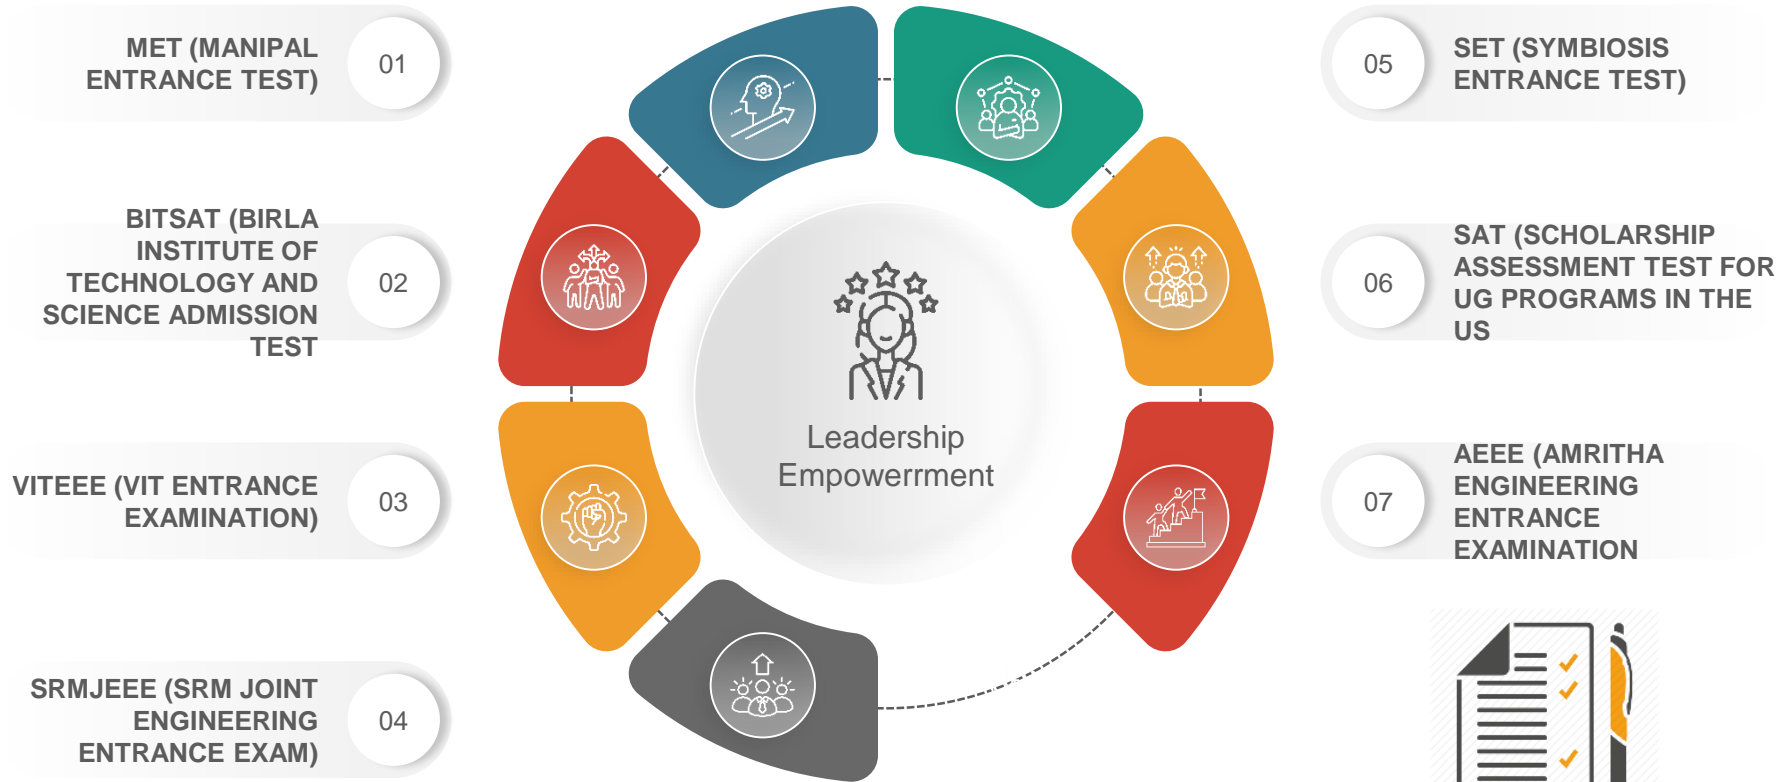 MET (MANIPAL
ENTRANCE TEST)
01
BITSAT (BIRLA
INSTITUTE OF
TECHNOLOGY AND
SCIENCE ADMISSION
TEST
02
VITEEE (VIT ENTRANCE
EXAMINATION)
03
SRMJEEE (SRM JOINT
ENGINEERING
ENTRANCE EXAM)
04
Leadership
Empowerrment
05
SET (SYMBIOSIS
ENTRANCE TEST)
06
SAT (SCHOLARSHIP
ASSESSMENT TEST FOR
UG PROGRAMS IN THE
US
07
AEEE (AMRITHA
ENGINEERING
ENTRANCE
EXAMINATION